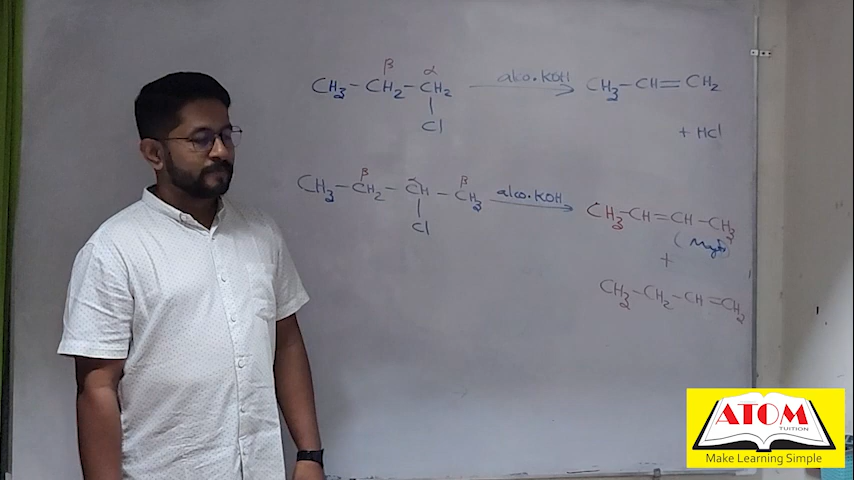 β α
CH₃ – CH₂ – CH₂ alco. KOH CH₃ – CH = CH₂
Cl
+ HCl
β α β
CH₃ – CH₂ – CH – CH₃ alco. KOH CH₃ – CH = CH – CH₃
Cl
+
CH₃ – CH₂ – CH = CH₂
ATOM
TUITION
Make Learning Simple